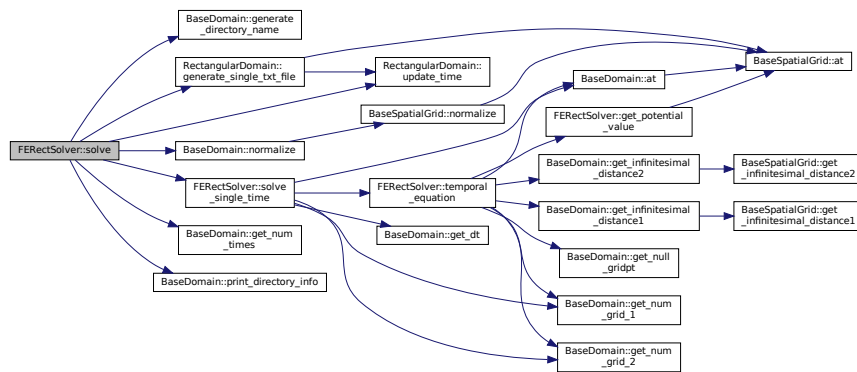 FERectSolver::solve
BaseDomain::generate
_directory_name
RectangularDomain::
generate_single_txt_file
BaseDomain::normalize
FERectSolver::solve
_single_time
BaseDomain::get_num
_times
BaseDomain::print_directory_info
RectangularDomain::
update_time
BaseSpatialGrid::normalize
FERectSolver::temporal
_equation
BaseDomain::get_dt
BaseDomain::at
FERectSolver::get_potential
_value
BaseDomain::get_infinitesimal
_distance2
BaseDomain::get_infinitesimal
_distance1
BaseDomain::get_null
_gridpt
BaseDomain::get_num
_grid_1
BaseDomain::get_num
_grid_2
BaseSpatialGrid::at
BaseSpatialGrid::get
_infinitesimal_distance2
BaseSpatialGrid::get
_infinitesimal_distance1